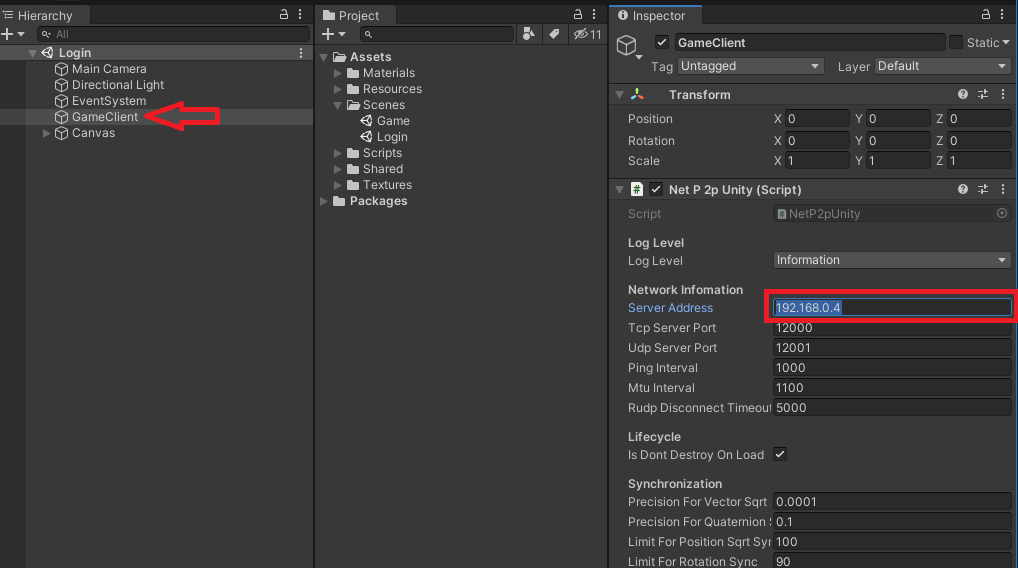 Hierarchy
All
Login
Main Camera
Directional Light
EventSystem
GameClient
Canvas
Project
11
Assets
Materials
Resources
Scenes
Game
Login
Scripts
Shared
Textures
Packages
Inspector
GameClient
Static
Tag Untagged Layer Default
Transform
Position X 0 Y 0 Z 0
Rotation X 0 Y 0 Z 0
Scale X 1 Y 1 Z 1
# Net P 2p Unity (Script)
Script # NetP2pUnity
Log Level
Log Level Information
Network Infomation
Server Address 192.168.0.4
Tcp Server Port 12000
Udp Server Port 12001
Ping Interval 1000
Mtu Interval 1100
Rudp Disconnect Timeout 5000
Lifecycle
Is Dont Destroy On Load
Synchronization
Precision For Vector Sqrt 0.0001
Precision For Quaternion S 0.1
Limit For Position Sqrt Syn 100
Limit For Rotation Sync 90